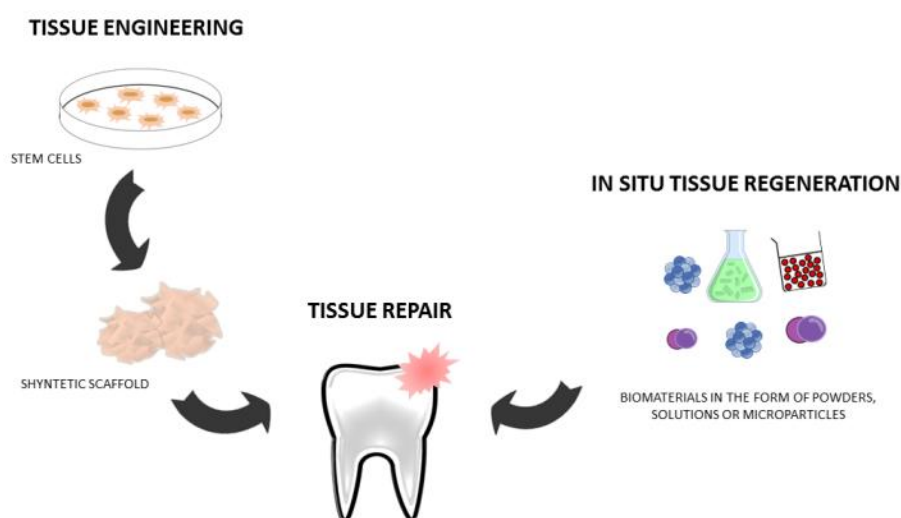 TISSUE ENGINEERING
STEM CELLS
SHYNTETIC SCAFFOLD
TISSUE REPAIR
IN SITU TISSUE REGENERATION
BIOMATERIALS IN THE FORM OF POWDERS,
SOLUTIONS OR MICROPARTICLES